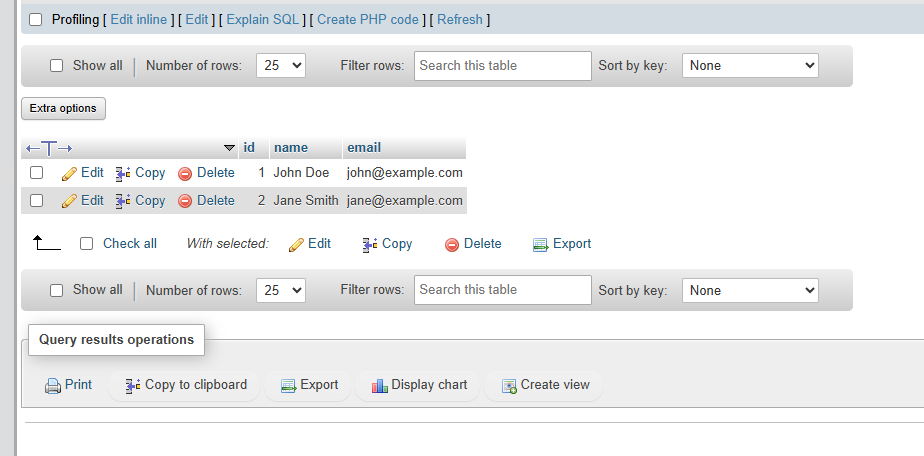 Profiling [ Edit inline ] [ Edit ] [ Explain SQL ] [ Create PHP code ] [ Refresh ]
Show all Number of rows: 25 Filter rows: Search this table Sort by key: None
Extra options
id name email
Edit Copy Delete 1 John Doe john@example.com
Edit Copy Delete 2 Jane Smith jane@example.com
Check all With selected: Edit Copy Delete Export
Show all Number of rows: 25 Filter rows: Search this table Sort by key: None
Query results operations
Print Copy to clipboard Export Display chart Create view